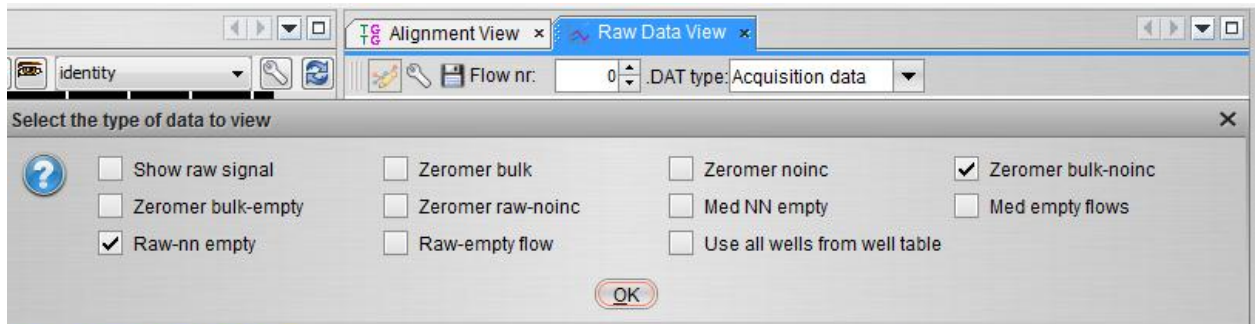 TG TG Alignment View × Raw Data View ×
identity Flow nr: 0 .DAT type: Acquisition data
Select the type of data to view ×
? Show raw signal Zeromer bulk Zeromer noinc Zeromer bulk-noinc
Zeromer bulk-empty Zeromer raw-noinc Med NN empty Med empty flows
Raw-nn empty Raw-empty flow Use all wells from well table
OK